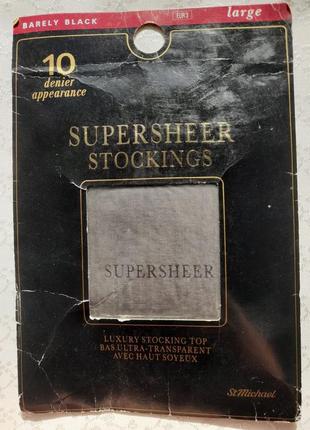 BARELY BLACK
EUR3
large
10
denier
appearance
SUPERSHEER
STOCKINGS
SUPERSHEER
LUXURY STOCKING TOP
BAS ULTRA-TRANSPARENT
AVEC HAUT SOYEUX
St Michael